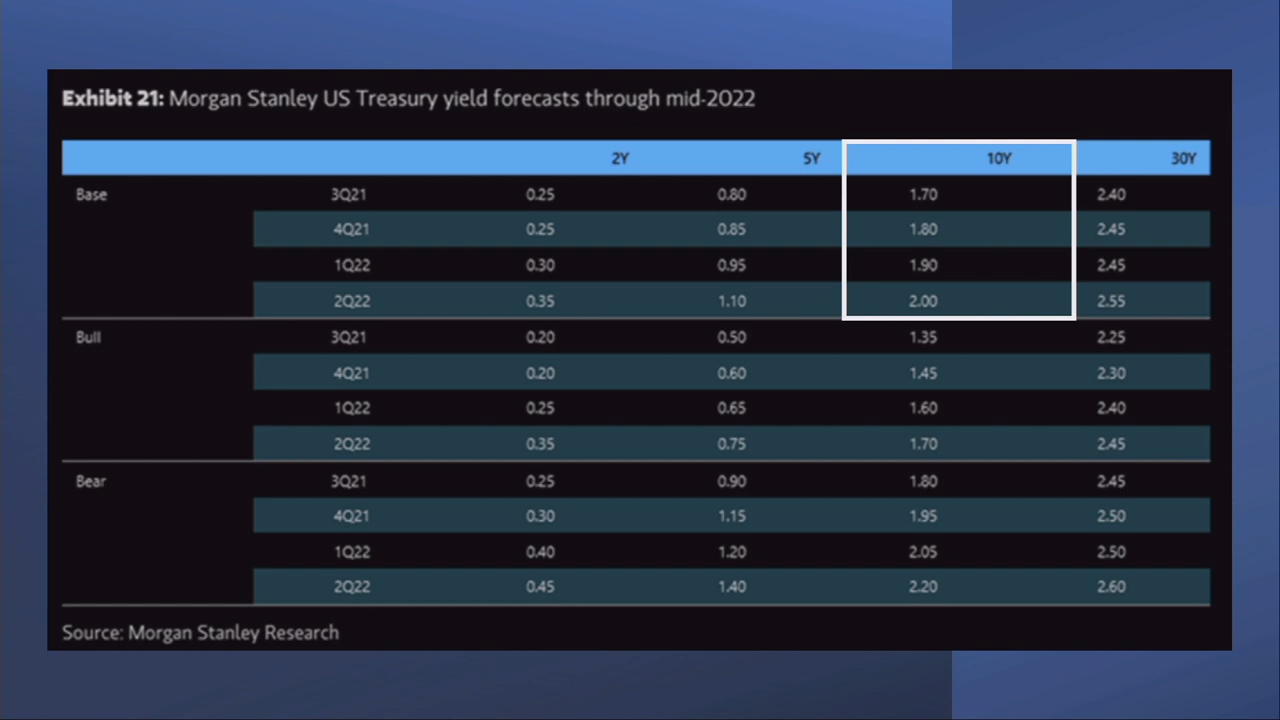 Exhibit 21: Morgan Stanley US Treasury yield forecasts through mid-2022
2Y 5Y 10Y 30Y
Base 3Q21 0.25 0.80 1.70 2.40
4Q21 0.25 0.85 1.80 2.45
1Q22 0.30 0.95 1.90 2.45
2Q22 0.35 1.10 2.00 2.55
Bull 3Q21 0.20 0.50 1.35 2.25
4Q21 0.20 0.60 1.45 2.30
1Q22 0.25 0.65 1.60 2.40
2Q22 0.35 0.75 1.70 2.45
Bear 3Q21 0.25 0.90 1.80 2.45
4Q21 0.30 1.15 1.95 2.50
1Q22 0.40 1.20 2.05 2.50
2Q22 0.45 1.40 2.20 2.60
Source: Morgan Stanley Research